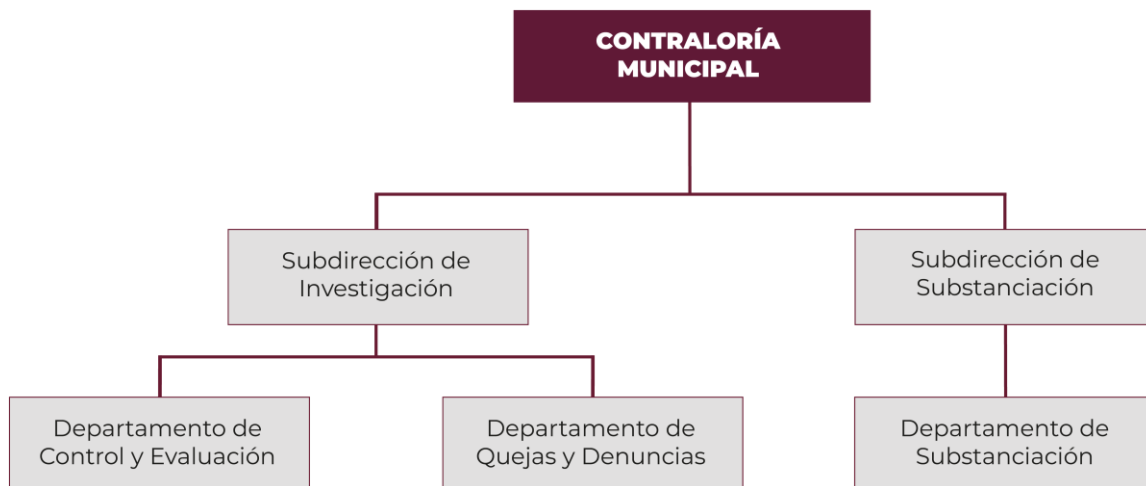 CONTRALORÍA
MUNICIPAL
Subdirección de
Investigación
Subdirección de
Substanciación
Departamento de
Control y Evaluación
Departamento de
Quejas y Denuncias
Departamento de
Substanciación